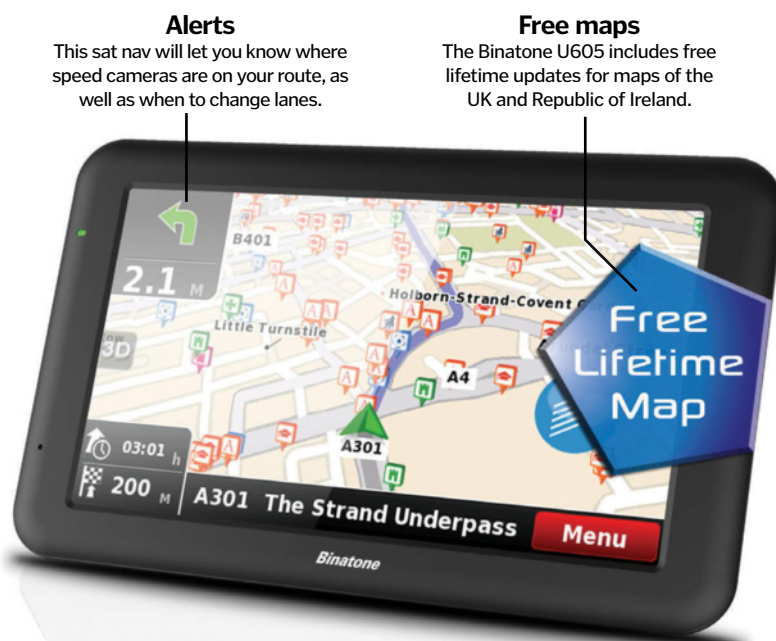 Alerts
This sat nav will let you know where
speed cameras are on your route, as
well as when to change lanes.
Free maps
The Binatone U605 includes free
lifetime updates for maps of the
UK and Republic of Ireland.
2.1 M
B401
Holborn-Strand-Covent
Little Turnstile
3D
A4
A301
Free
Lifetime
Map
03:01 h
200 M
A301 The Strand Underpass
Menu
Binatone